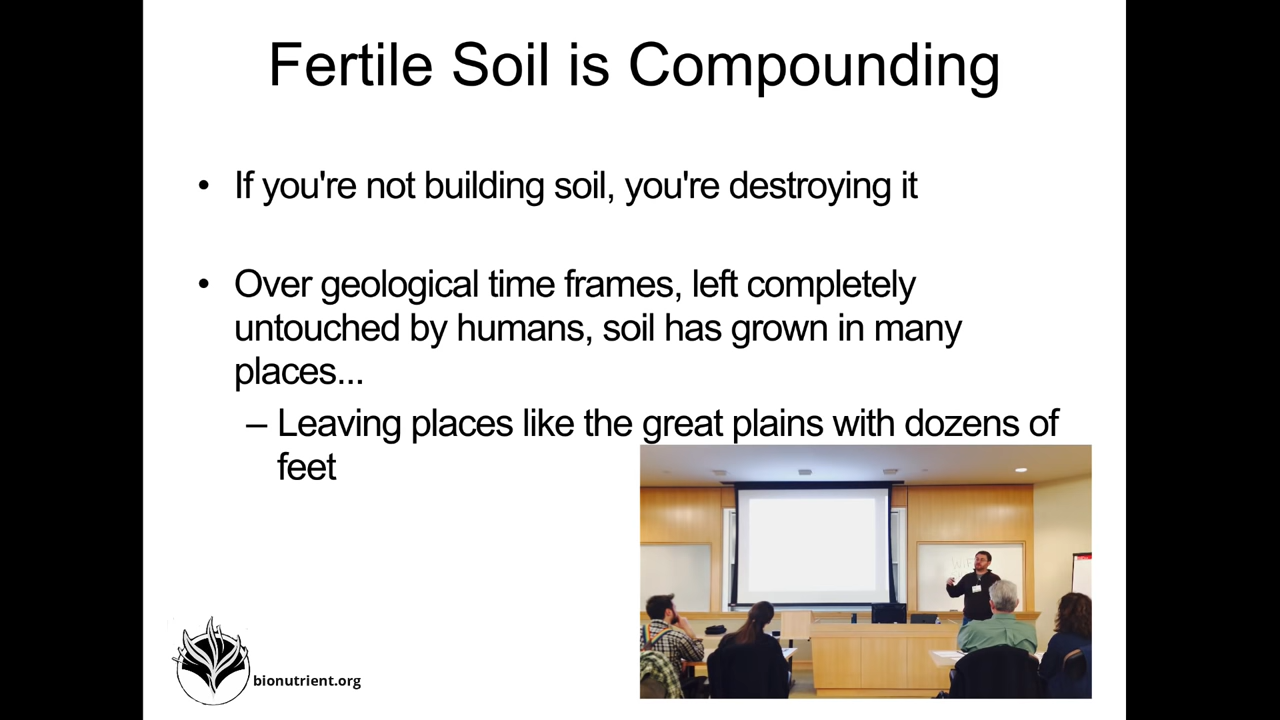 Fertile Soil is Compounding
• If you're not building soil, you're destroying it
• Over geological time frames, left completely
untouched by humans, soil has grown in many
places...
– Leaving places like the great plains with dozens of
feet
bionutrient.org